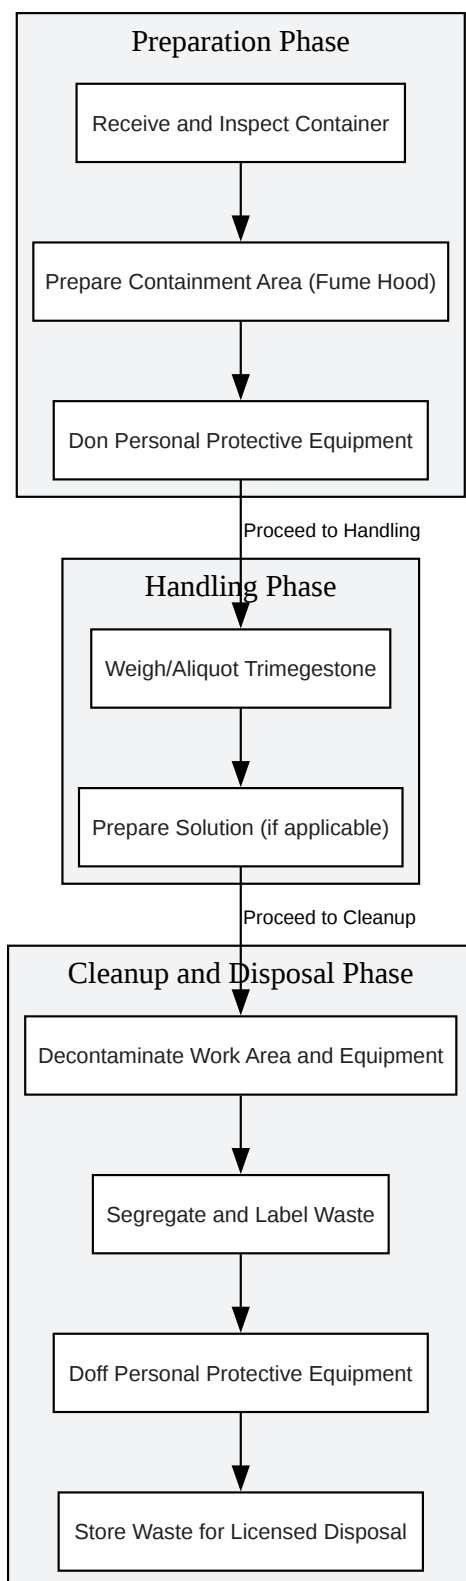 Preparation Phase
Receive and Inspect Container
Prepare Containment Area (Fume Hood)
Don Personal Protective Equipment
Proceed to Handling
Handling Phase
Weigh/Aliquot Trimegestone
Prepare Solution (if applicable)
Proceed to Cleanup
Cleanup and Disposal Phase
Decontaminate Work Area and Equipment
Segregate and Label Waste
Doff Personal Protective Equipment
Store Waste for Licensed Disposal